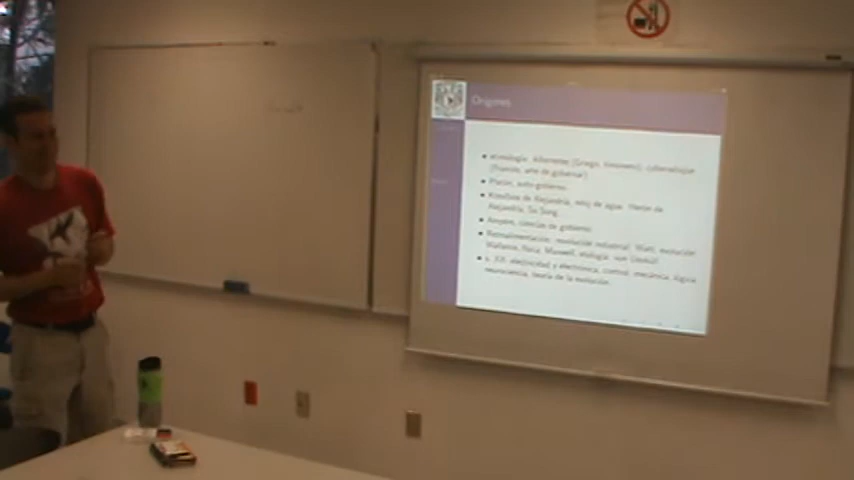 Orígenes
etimología: kibernetes (Griego, timonero), cybernétique
(Francés, arte de gobernar)
Platón, auto-gobierno.
Ktesibios de Alejandría, reloj de agua. Herón de
Alejandría, Su Song.
Ampère, ciencias de gobierno.
Retroalimentación: revolución industrial: Watt, evolución:
Wallace, física: Maxwell, etología: von Uexküll.
s. XX: electricidad y electrónica, control, mecánica, lógica,
neurociencia, teoría de la evolución.